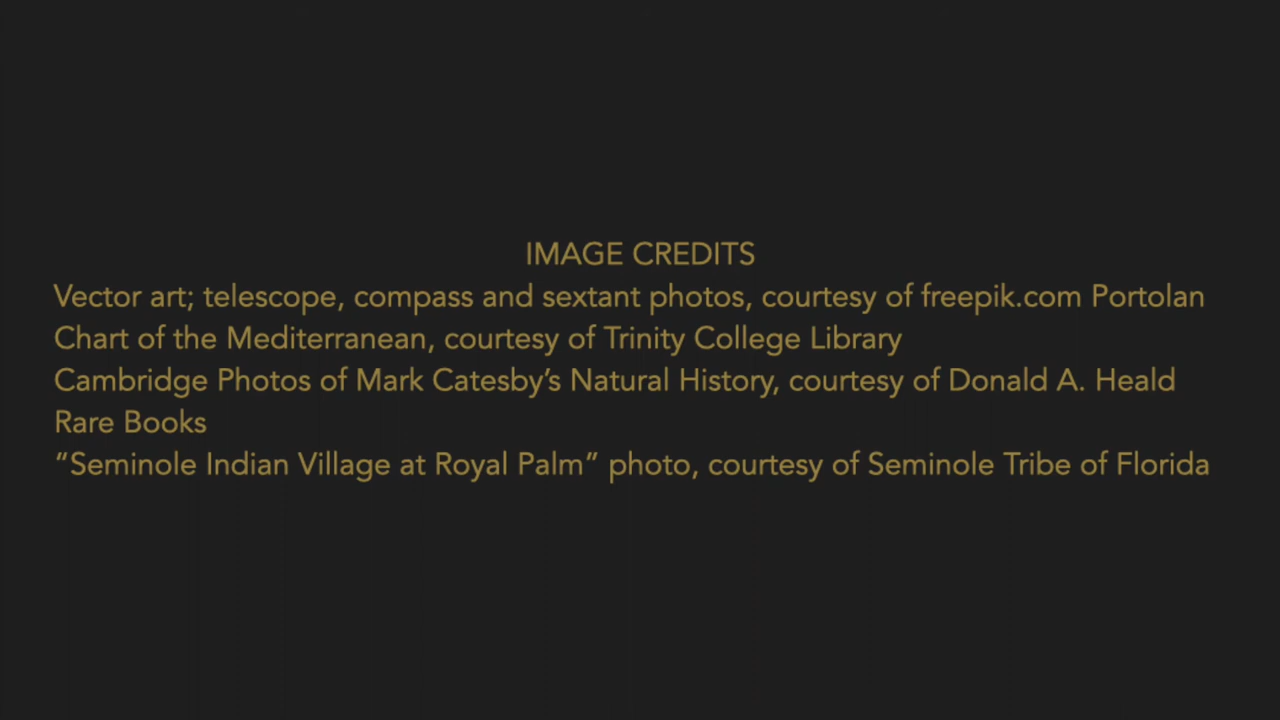 IMAGE CREDITS
Vector art; telescope, compass and sextant photos, courtesy of freepik.com Portolan
Chart of the Mediterranean, courtesy of Trinity College Library
Cambridge Photos of Mark Catesby’s Natural History, courtesy of Donald A. Heald
Rare Books
“Seminole Indian Village at Royal Palm” photo, courtesy of Seminole Tribe of Florida